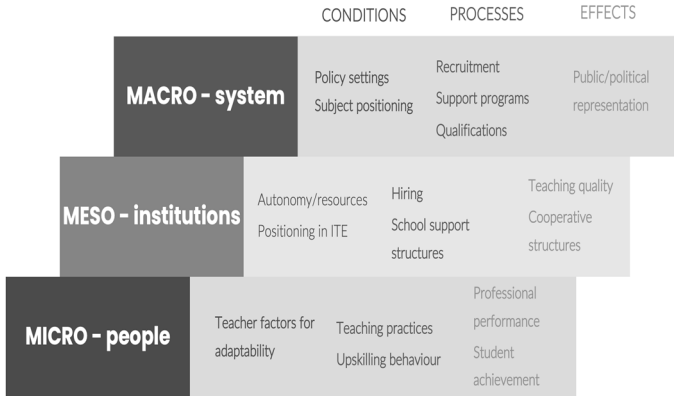 CONDITIONS PROCESSES EFFECTS
MACRO - system
Policy settings
Subject positioning
Recruitment
Support programs
Qualifications
Public/political
representation
MESO - institutions
Autonomy/resources
Positioning in ITE
Hiring
School support
structures
Teaching quality
Cooperative
structures
MICRO - people
Teacher factors for
adaptability
Teaching practices
Upskilling behaviour
Professional
performance
Student
achievement